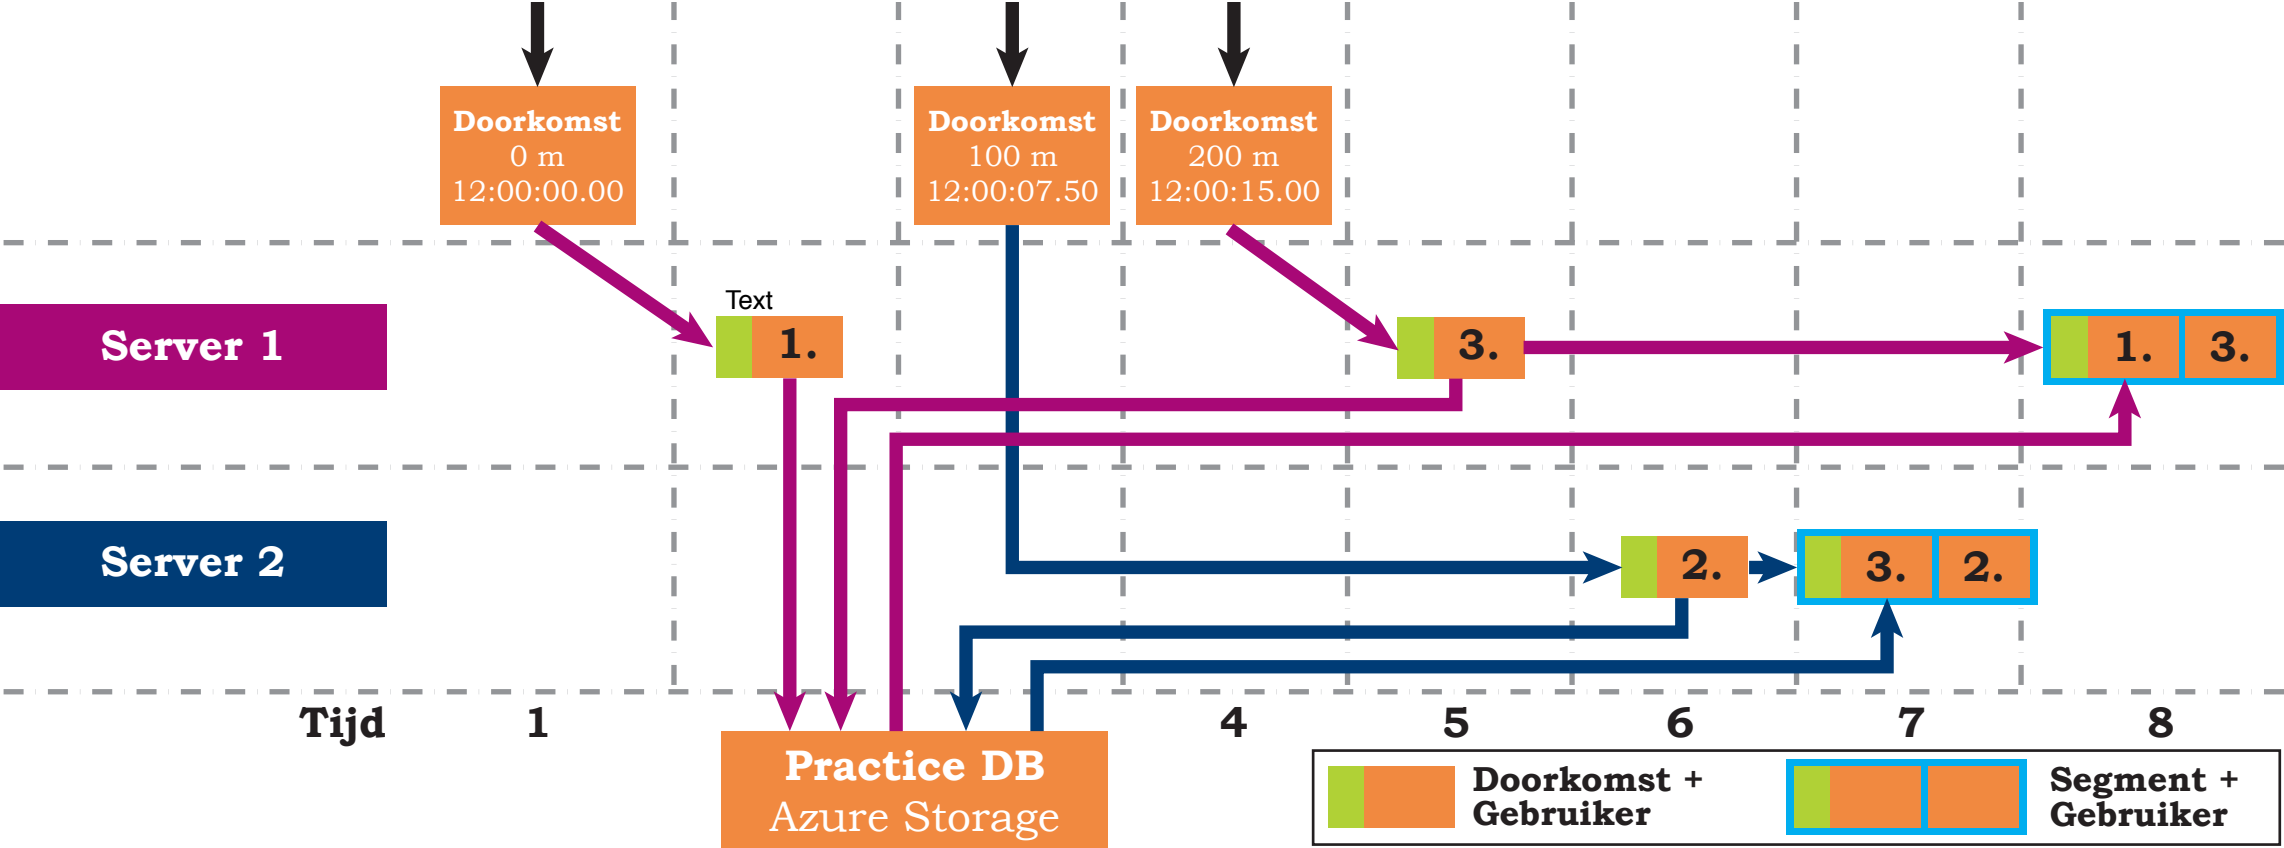 Doorkomst
0 m
12:00:00.00
Doorkomst
100 m
12:00:07.50
Doorkomst
200 m
12:00:15.00
Server 1
Text
1.
3.
1. 3.
Server 2
2.
3. 2.
Tijd 1 4 5 6 7 8
Practice DB
Azure Storage
Doorkomst +
Gebruiker
Segment +
Gebruiker